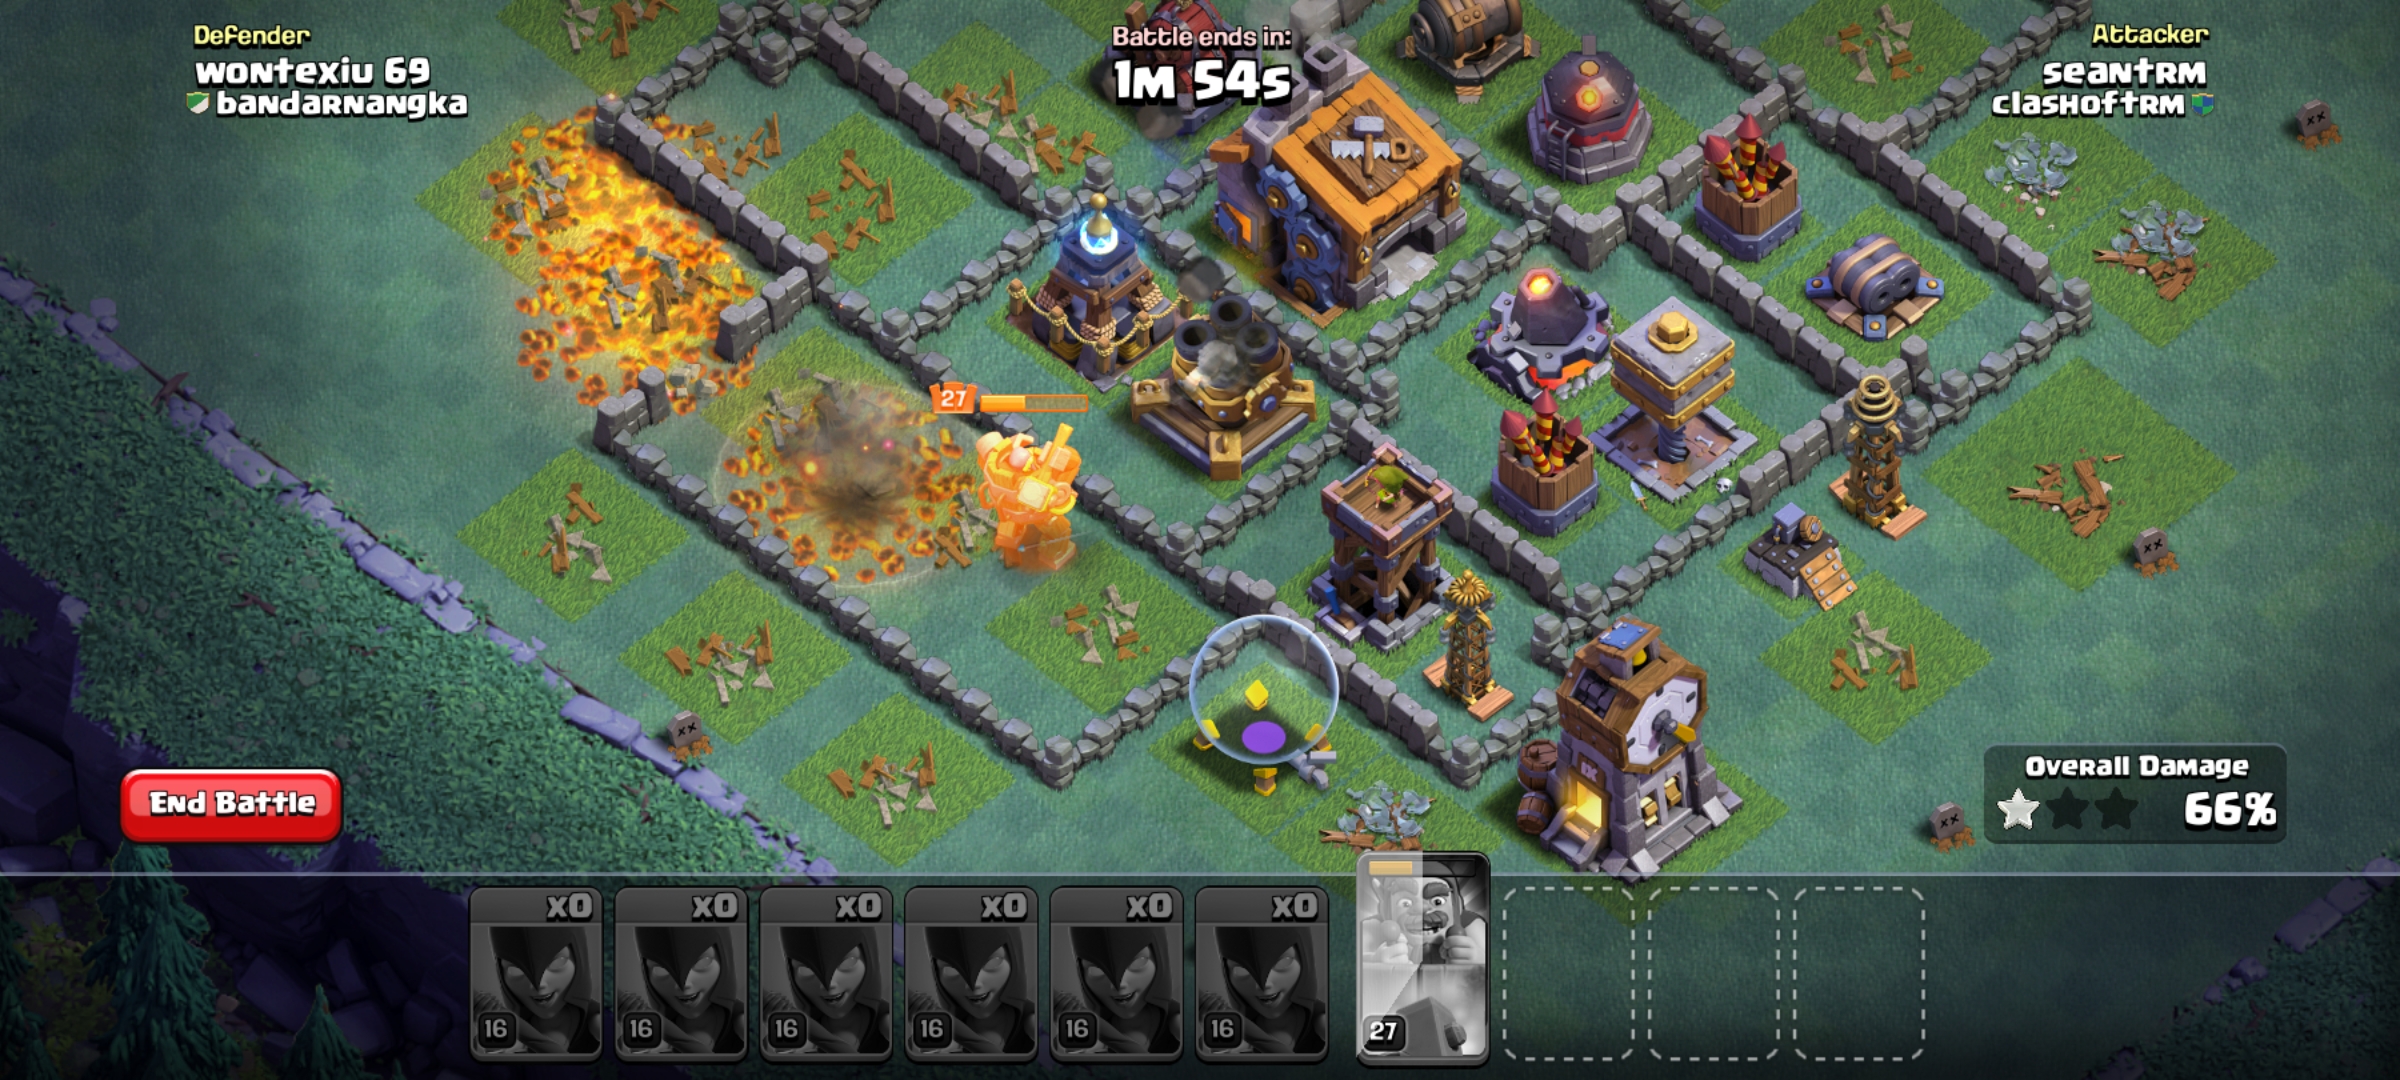 Defender
wontexiu 69
bandarnangka
Battle ends in:
1M 54s
Attacker
seantRM
clashoftRM
27
End Battle
Overall Damage
66%
x0 x0 x0 x0 x0 x0
16 16 16 16 16 16 27